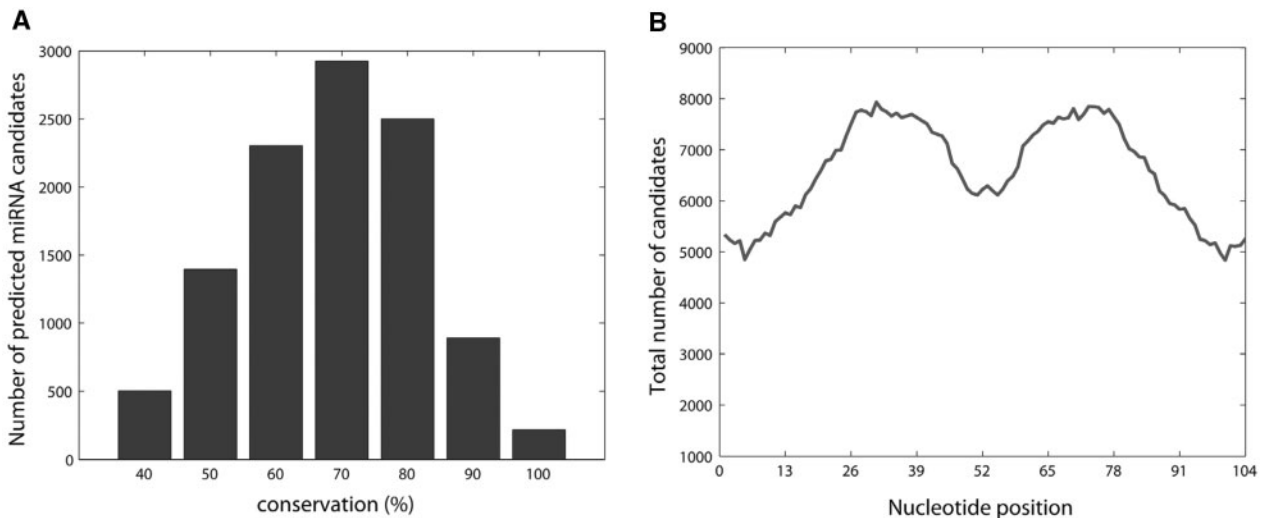 A
Number of predicted miRNA candidates
3000
2500
2000
1500
1000
500
0
40 50 60 70 80 90 100
conservation (%)
B
Total number of candidates
9000
8000
7000
6000
5000
4000
3000
2000
1000
0 13 26 39 52 65 78 91 104
Nucleotide position